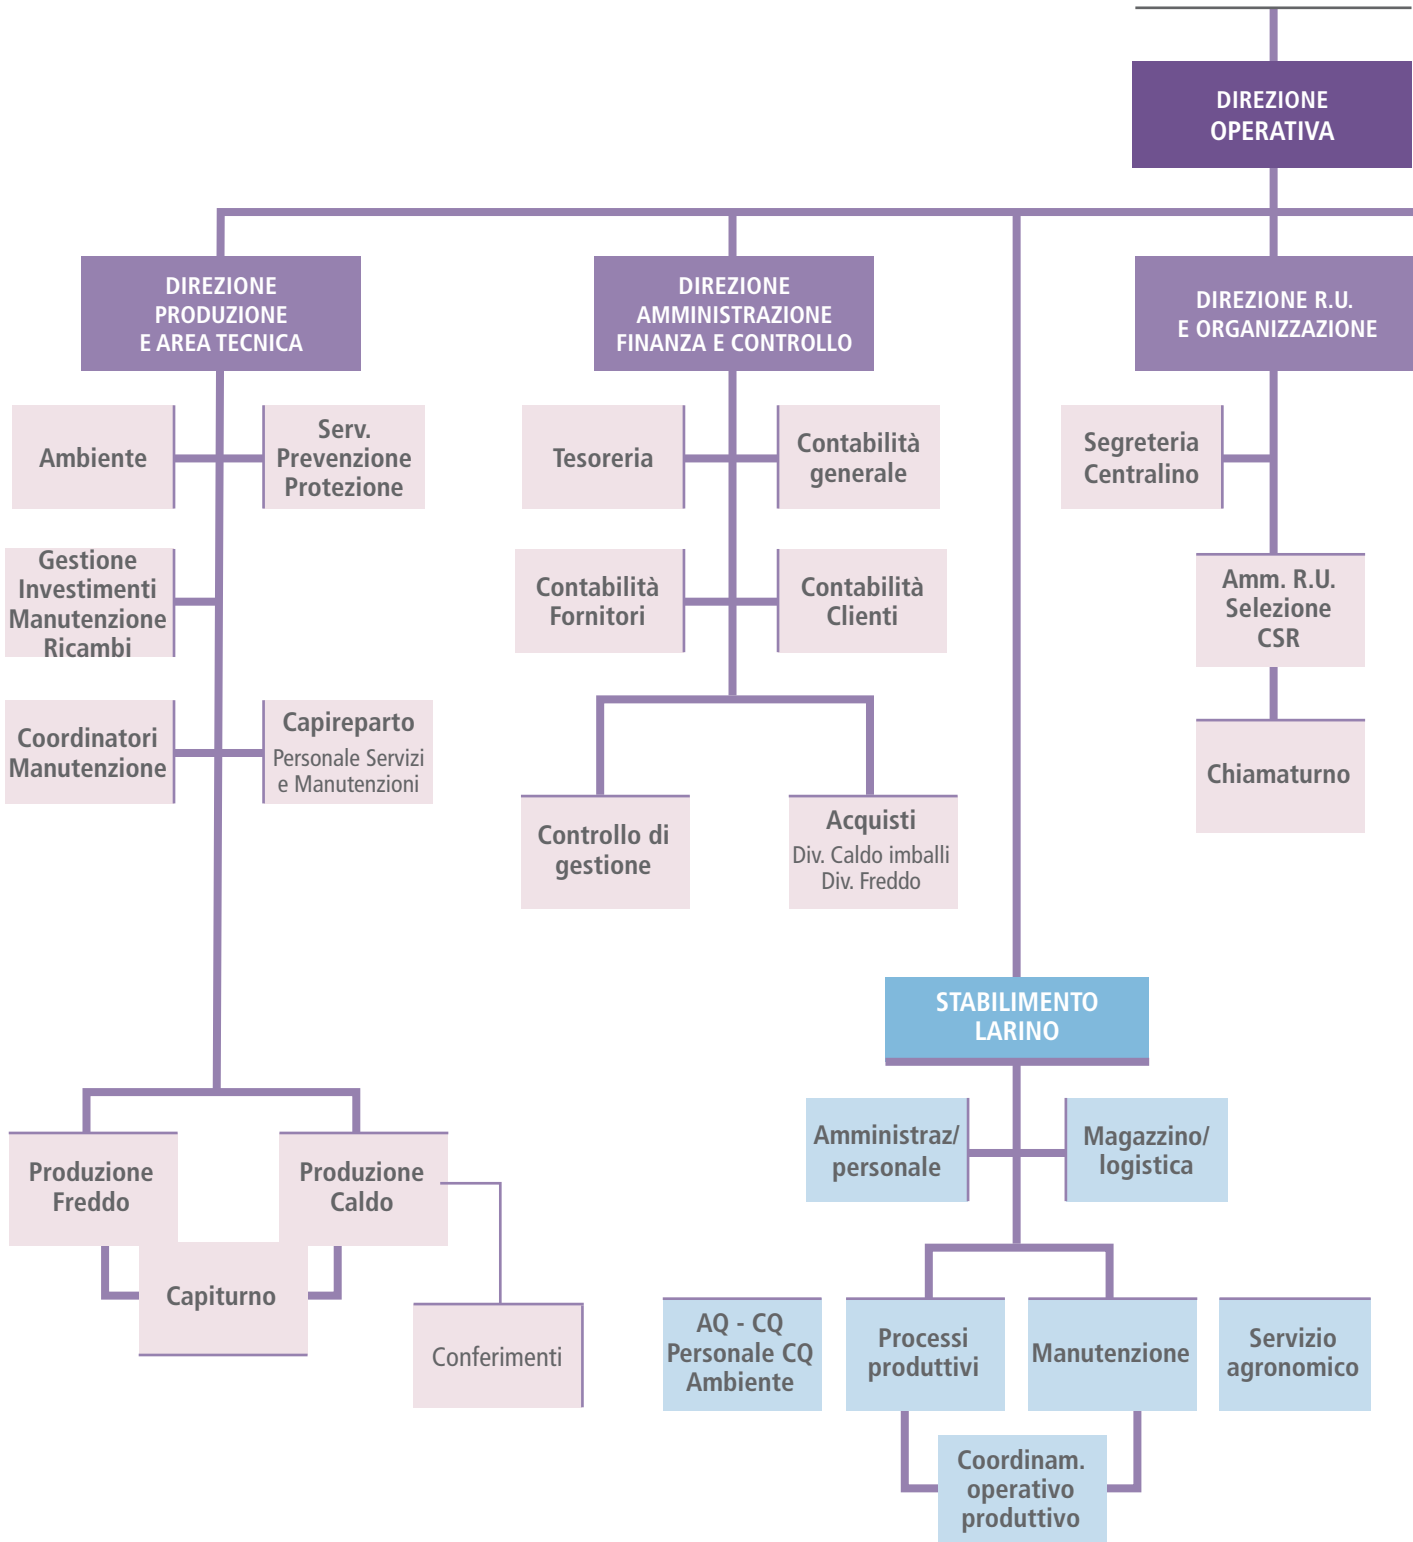 DIREZIONE
OPERATIVA
DIREZIONE
PRODUZIONE
E AREA TECNICA
DIREZIONE
AMMINISTRAZIONE
FINANZA E CONTROLLO
DIREZIONE R.U.
E ORGANIZZAZIONE
Ambiente
Serv.
Prevenzione
Protezione
Tesoreria
Contabilità
generale
Segreteria
Centralino
Gestione
Investimenti
Manutenzione
Ricambi
Contabilità
Fornitori
Contabilità
Clienti
Amm. R.U.
Selezione
CSR
Coordinatori
Manutenzione
Capireparto
Personale Servizi
e Manutenzioni
Chiamaturno
Controllo di
gestione
Acquisti
Div. Caldo imballi
Div. Freddo
STABILIMENTO
LARINO
Amministraz/
personale
Magazzino/
logistica
Produzione
Freddo
Produzione
Caldo
Capiturno
Conferimenti
AQ - CQ
Personale CQ
Ambiente
Processi
produttivi
Manutenzione
Servizio
agronomico
Coordinam.
operativo
produttivo